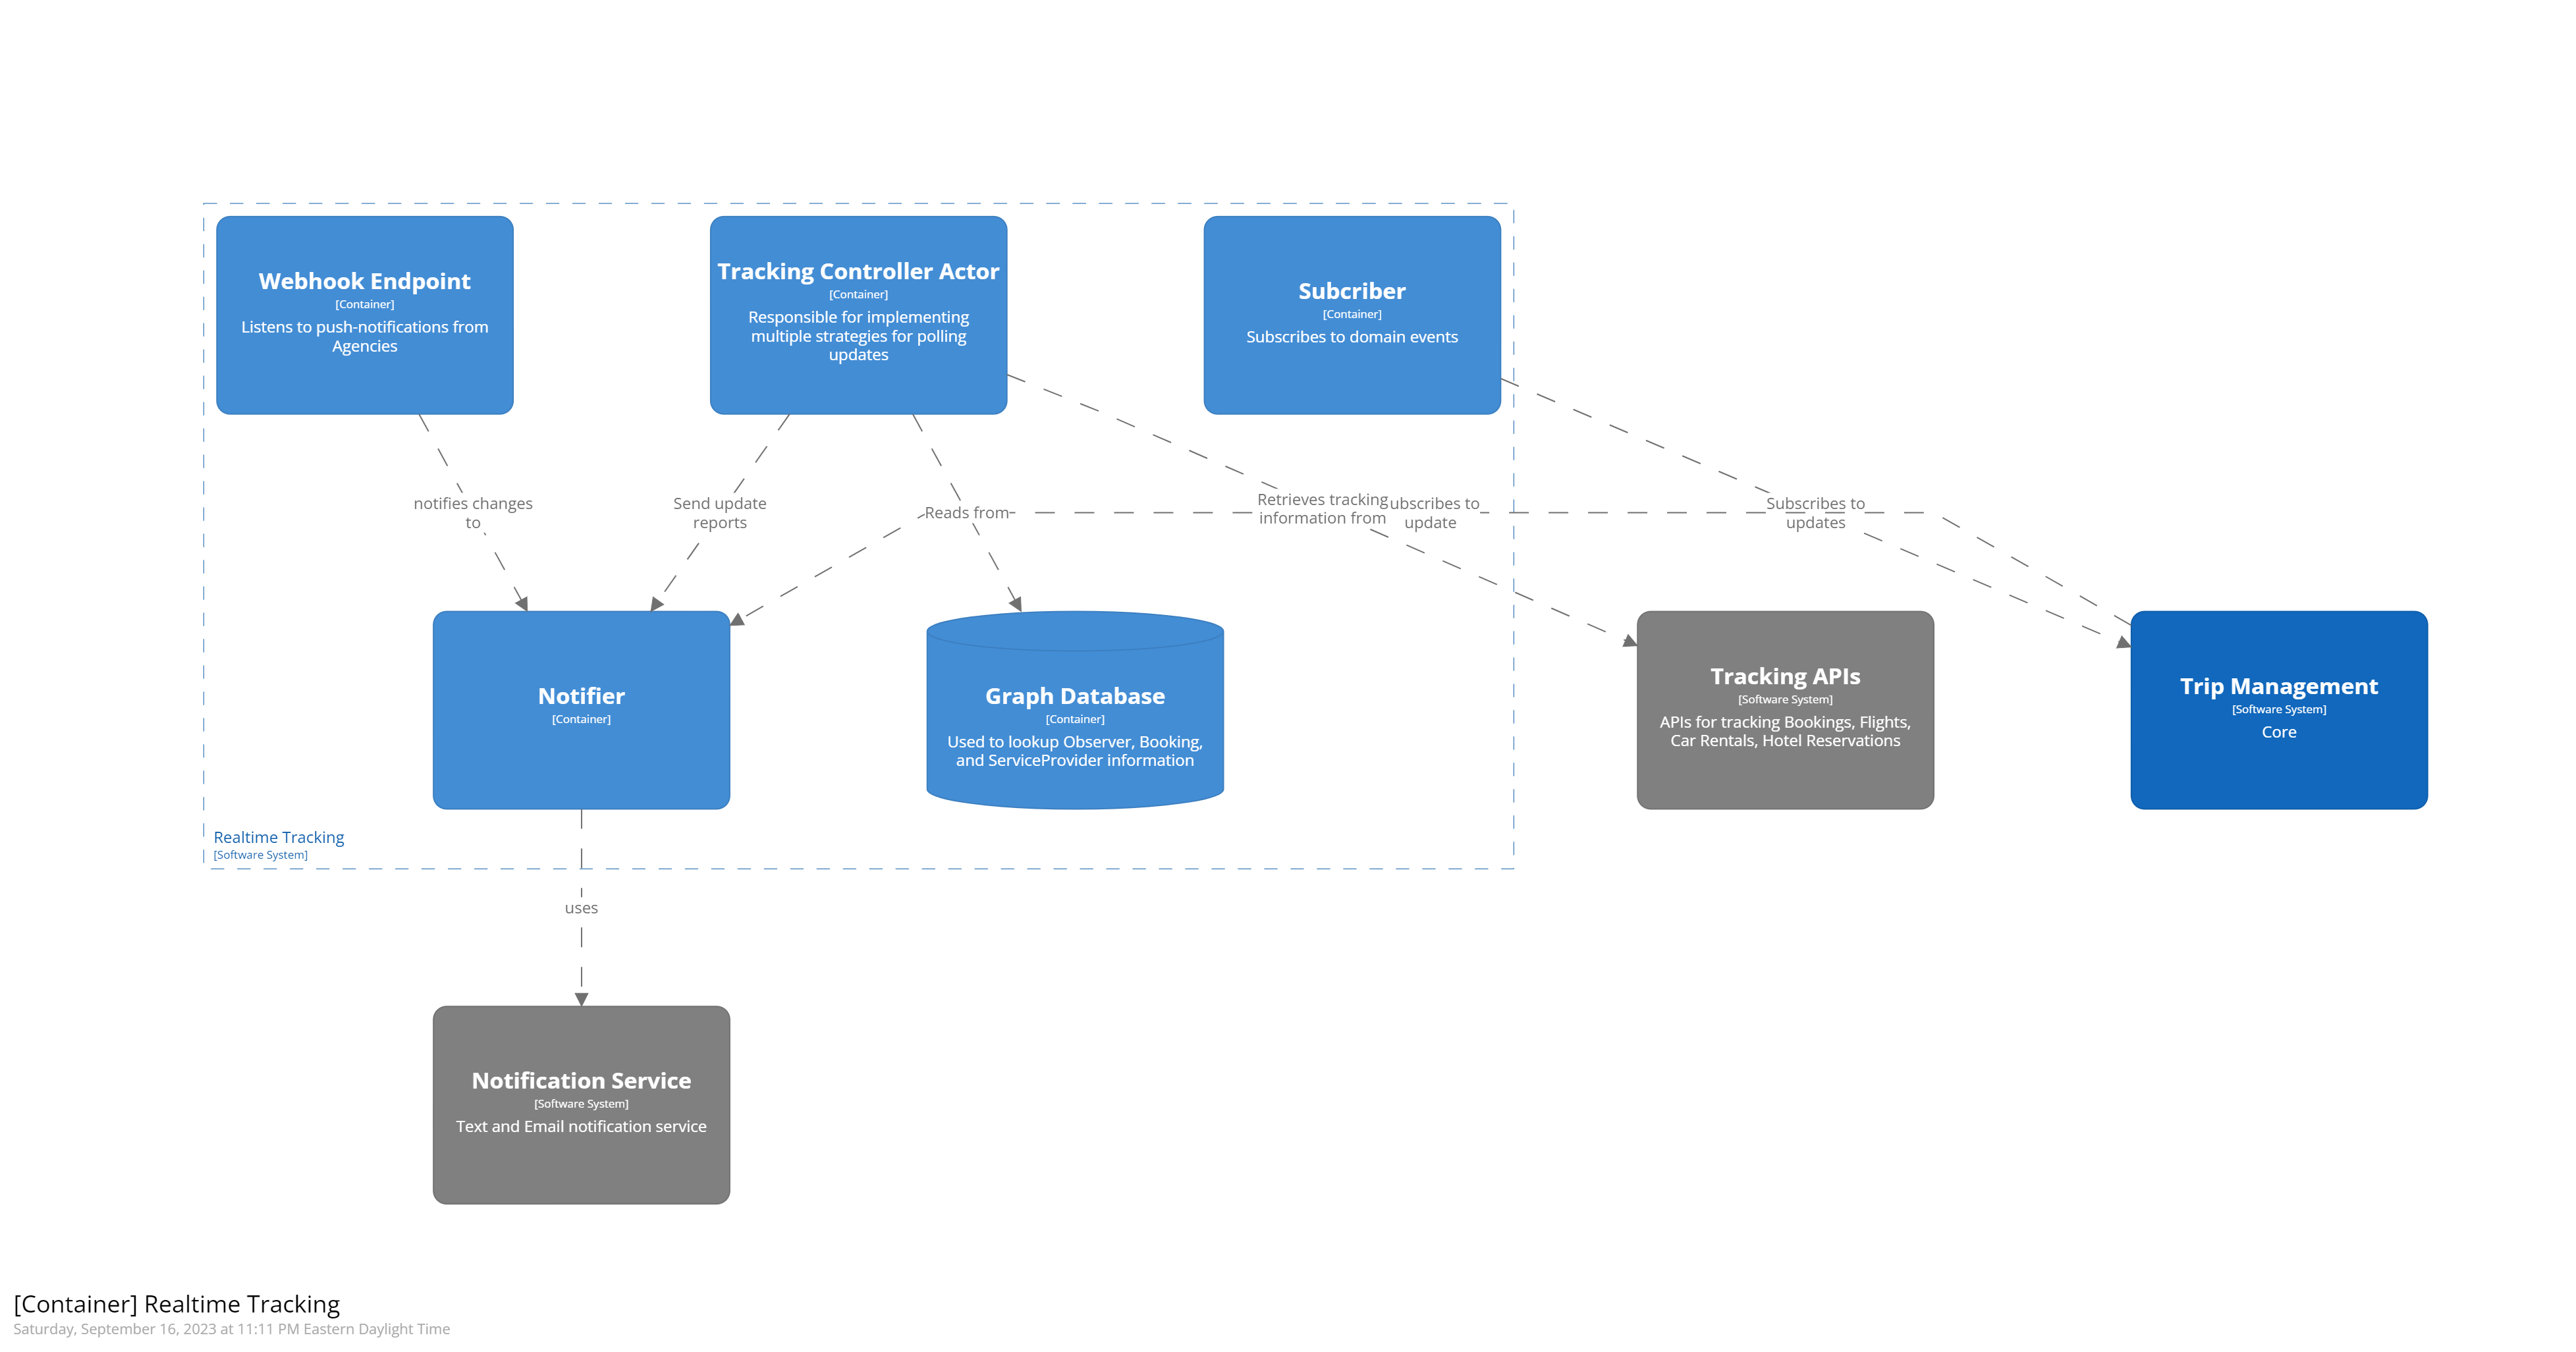 Webhook Endpoint
[Container]
Listens to push-notifications from
Agencies
Tracking Controller Actor
[Container]
Responsible for implementing
multiple strategies for polling
updates
Subcriber
[Container]
Subscribes to domain events
notifies changes
to
Send update
reports
Reads from
Retrieves tracking
information from
ubscribes to
update
Subscribes to
updates
Notifier
[Container]
Graph Database
[Container]
Used to lookup Observer, Booking,
and ServiceProvider information
Tracking APIs
[Software System]
APIs for tracking Bookings, Flights,
Car Rentals, Hotel Reservations
Trip Management
[Software System]
Core
Realtime Tracking
[Software System]
uses
Notification Service
[Software System]
Text and Email notification service
[Container] Realtime Tracking
Saturday, September 16, 2023 at 11:11 PM Eastern Daylight Time